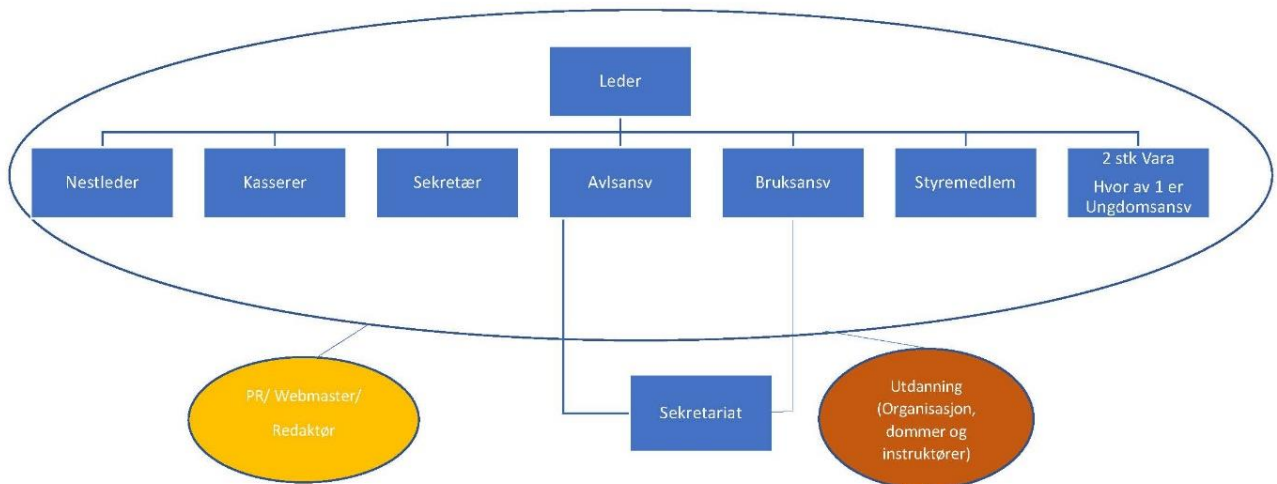 Leder
Nestleder
Kasserer
Sekretær
Avlsansv
Bruksansv
Styremedlem
2 stk Vara
Hvor av 1 er
Ungdomsansv
PR/ Webmaster/
Redaktør
Sekretariat
Utdanning
(Organisasjon,
dommer og
instruktører)